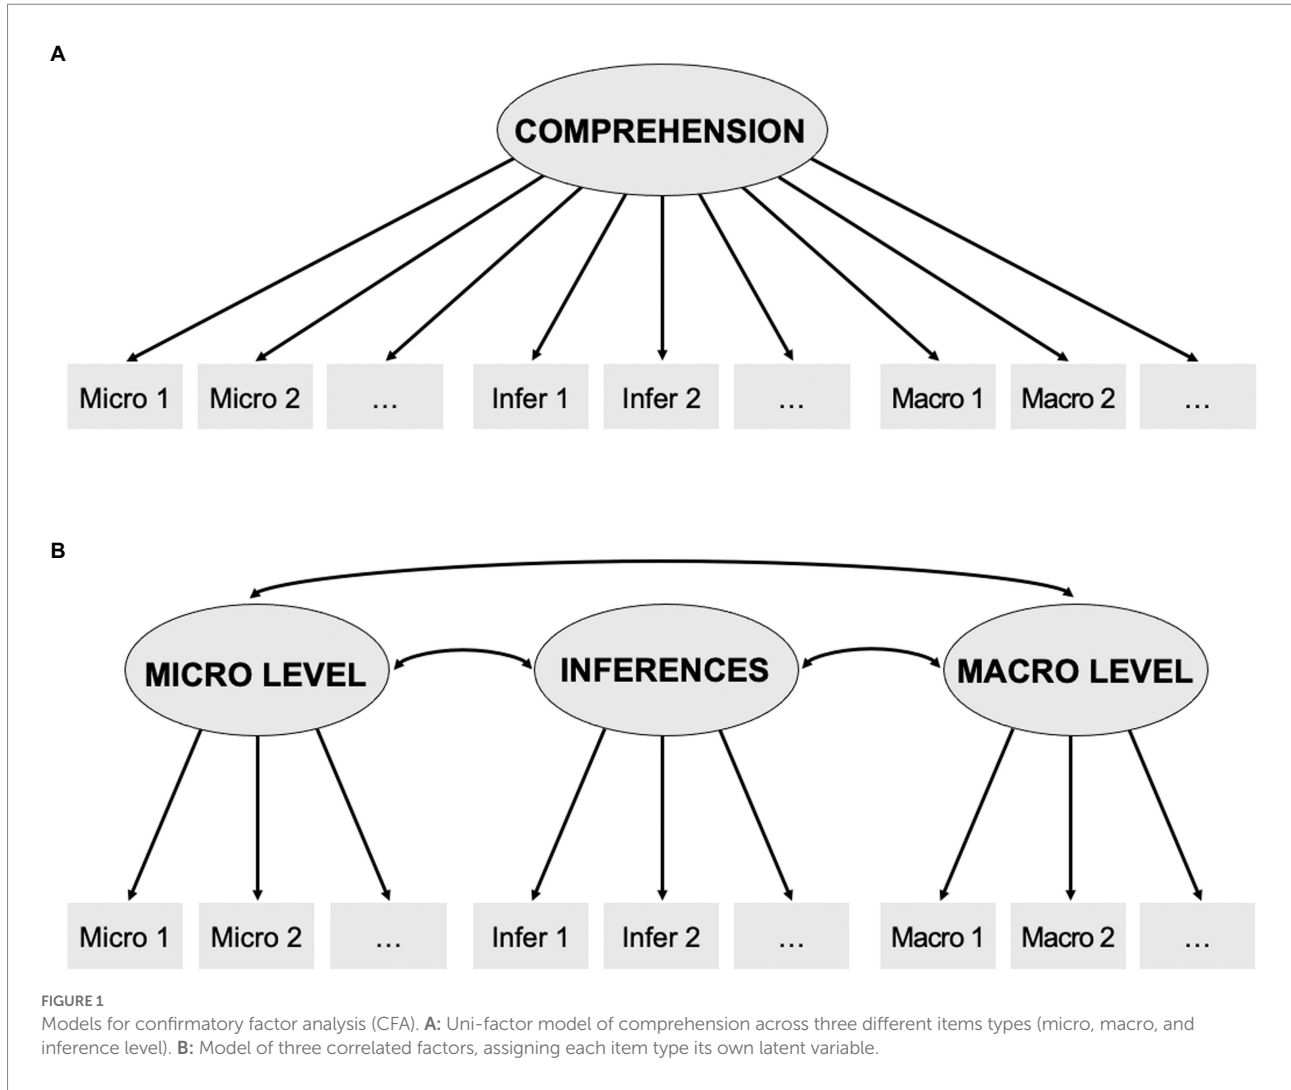 A
COMPREHENSION
Micro 1 Micro 2 … Infer 1 Infer 2 … Macro 1 Macro 2 …
B
MICRO LEVEL INFERENCES MACRO LEVEL
Micro 1 Micro 2 … Infer 1 Infer 2 … Macro 1 Macro 2 …
FIGURE 1
Models for confirmatory factor analysis (CFA). A: Uni-factor model of comprehension across three different items types (micro, macro, and
inference level). B: Model of three correlated factors, assigning each item type its own latent variable.